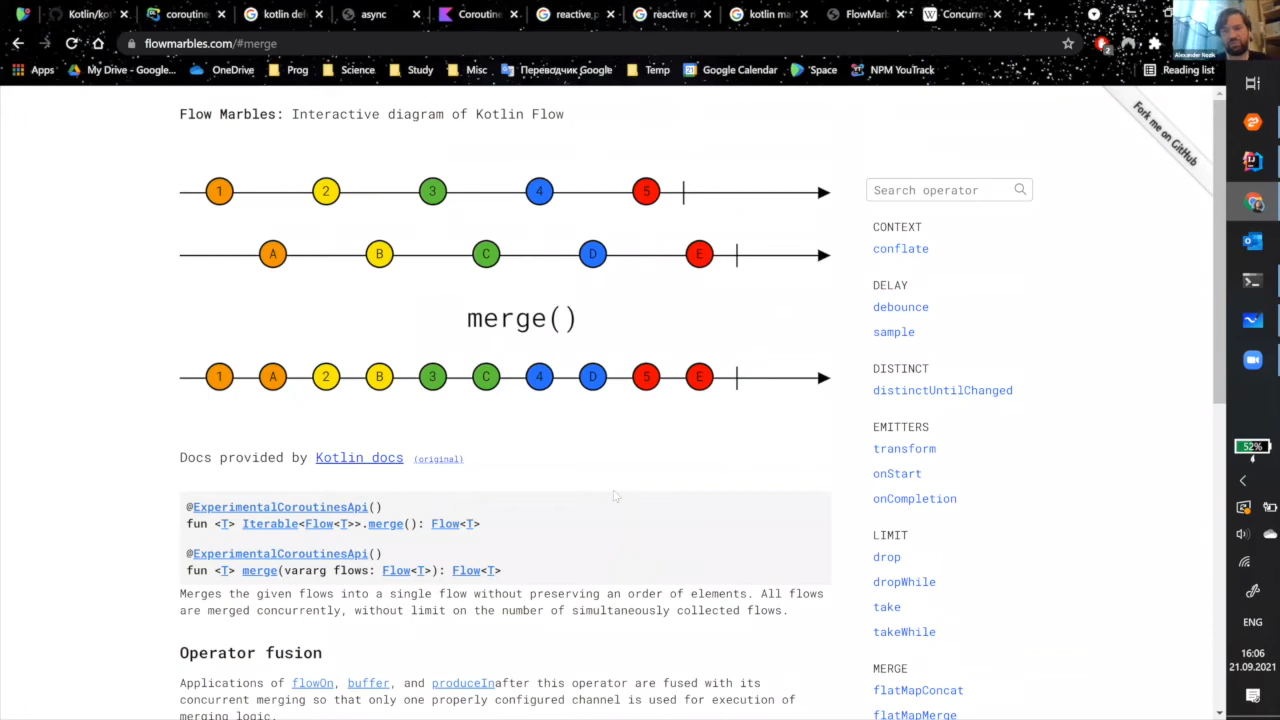 Kotlin/kot
coroutine
kotlin del
async
Coroutin
reactive p
reactive n
kotlin ma
FlowMarb
Concurre
flowmarbles.com/#merge
2
Alexander Nozik
Apps
My Drive - Google...
OneDrive
Prog
Science
Study
Misc
Переводчик Google
Temp
Google Calendar
Space
NPM YouTrack
Reading list
Flow Marbles: Interactive diagram of Kotlin Flow
Fork me on GitHub
1 2 3 4 5
Search operator
A B C D E
merge()
1 A 2 B 3 C 4 D 5 E
Docs provided by Kotlin docs (original)
@ExperimentalCoroutinesApi()
fun <T> Iterable<Flow<T>>.merge(): Flow<T>
@ExperimentalCoroutinesApi()
fun <T> merge(vararg flows: Flow<T>): Flow<T>
Merges the given flows into a single flow without preserving an order of elements. All flows
are merged concurrently, without limit on the number of simultaneously collected flows.
Operator fusion
Applications of flowOn, buffer, and produceInafter this operator are fused with its
concurrent merging so that only one properly configured channel is used for execution of
merging logic.
CONTEXT
conflate
DELAY
debounce
sample
DISTINCT
distinctUntilChanged
EMITTERS
transform
onStart
onCompletion
LIMIT
drop
dropWhile
take
takeWhile
MERGE
flatMapConcat
flatMapMerge
52%
ENG
16:06
21.09.2021